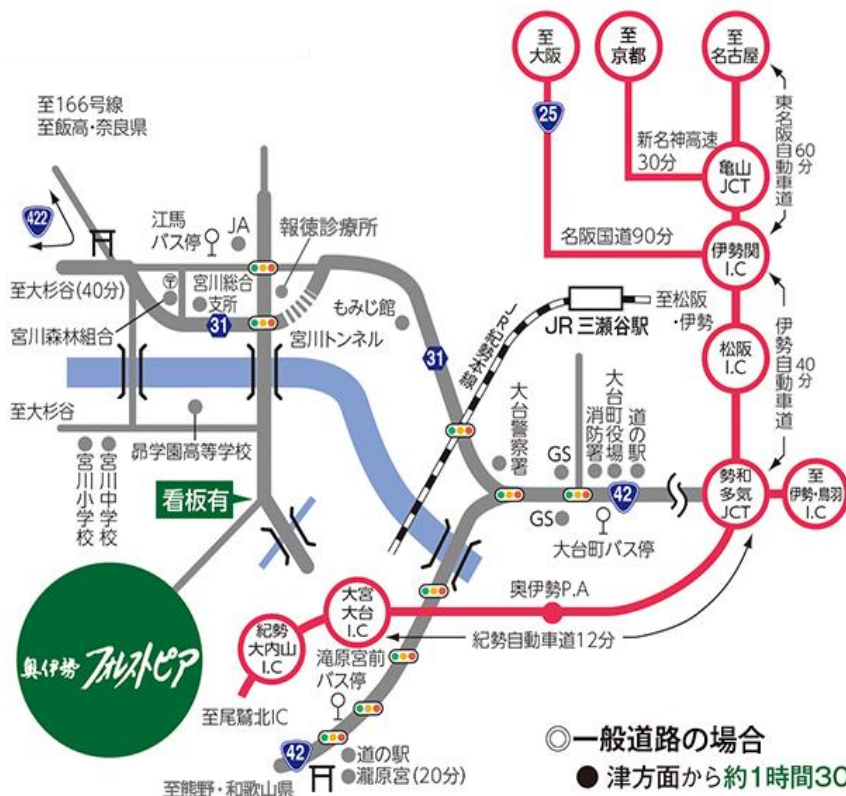 至
大阪
至
京都
至
名古屋
25
新名神高速
30分
亀山
JCT
東名阪自動車道
60分
名阪国道90分
伊勢関
I.C
松阪
I.C
伊勢自動車道
40分
勢和
多気
JCT
至
伊勢・鳥羽
I.C
至166号線
至飯高・奈良県
422
江馬
バス停
JA
報徳診療所
至大杉谷(40分)
〒
宮川総合
支所
宮川森林組合
31
宮川トンネル
もみじ館
31
JR紀勢本線
JR 三瀬谷駅
至松阪
・伊勢
至大杉谷
昴学園高等学校
宮川小学校
宮川中学校
看板有
大台警察署
GS
消防署
大台町役場
道の駅
GS
42
大台町バス停
奥伊勢P.A
紀勢自動車道12分
大宮
大台
I.C
紀勢
大内山
I.C
至尾鷲北IC
滝原宮前
バス停
奥伊勢 フォレストピア
42
道の駅
瀧原宮(20分)
至熊野・和歌山県
◎一般道路の場合
● 津方面から約1時間30